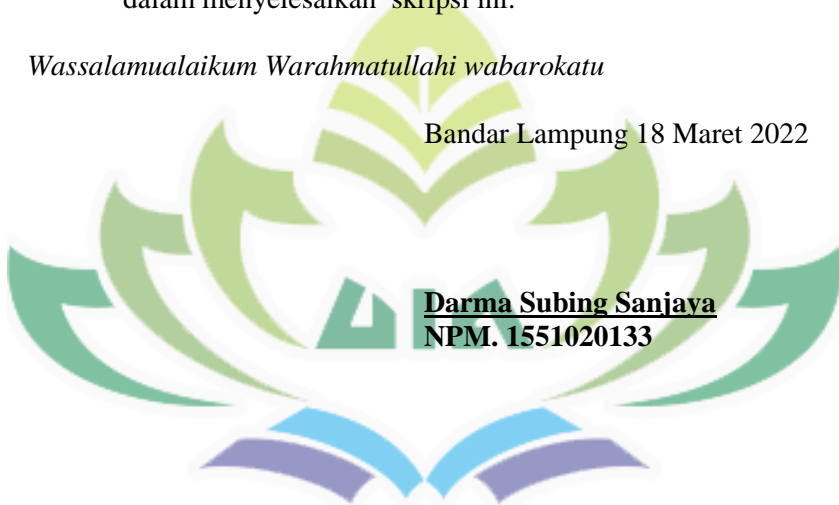 dalam menyelesaikan skripsi ini.
Wassalamualaikum Warahmatullahi wabarokatu
Bandar Lampung 18 Maret 2022
Darma Subing Sanjaya
NPM. 1551020133